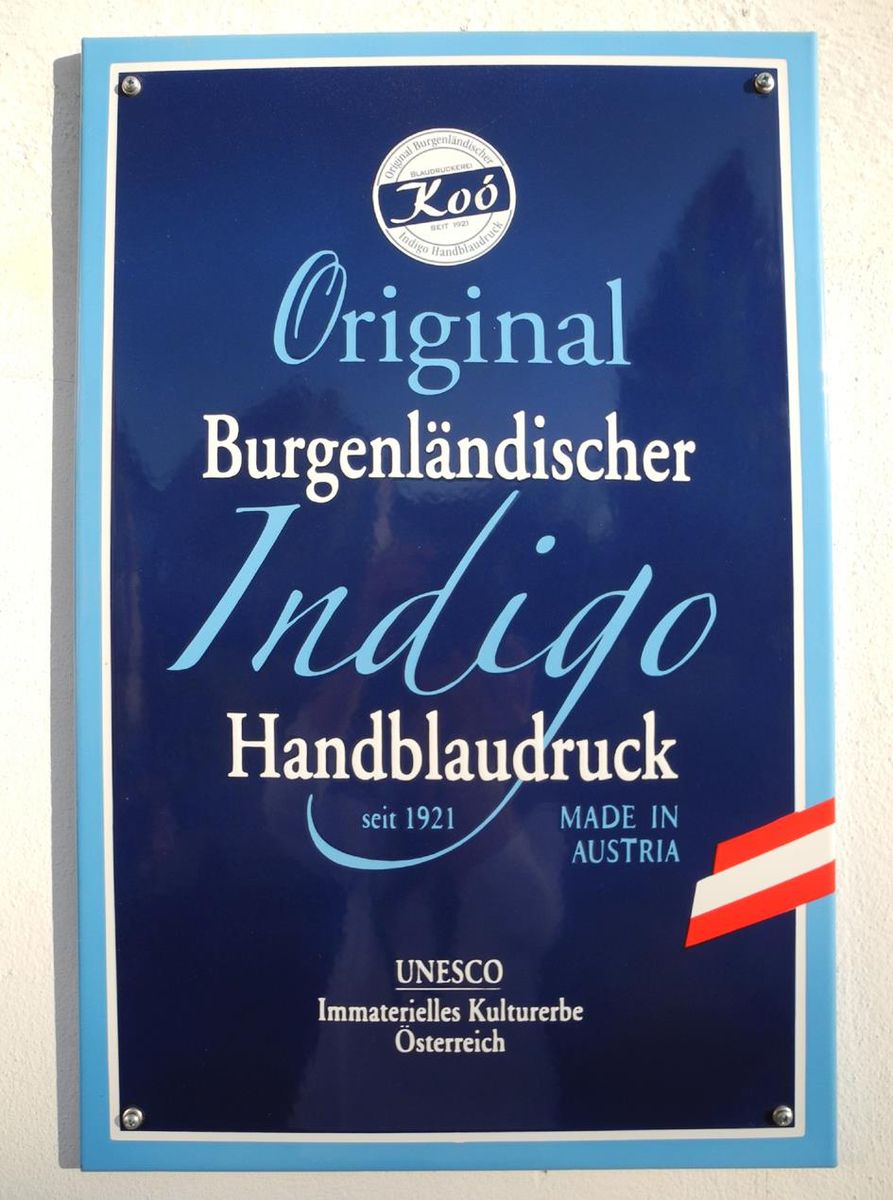 Original Burgenländischer
BLAUDRUCKEREI
Koó
SEIT 1921
Indigo Handblaudruck
Original
Burgenländischer
Indigo
Handblaudruck
seit 1921
MADE IN
AUSTRIA
UNESCO
Immaterielles Kulturerbe
Österreich